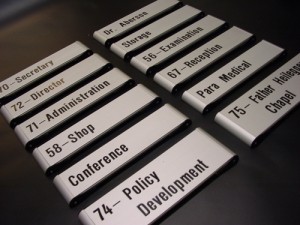 70–Secretary
72–Director
71–Administration
58–Shop
Conference
74– Policy
Development
Dr. Aberson
Storage
56–Examination
67–Reception
Para Medical
75– Father
Chapel